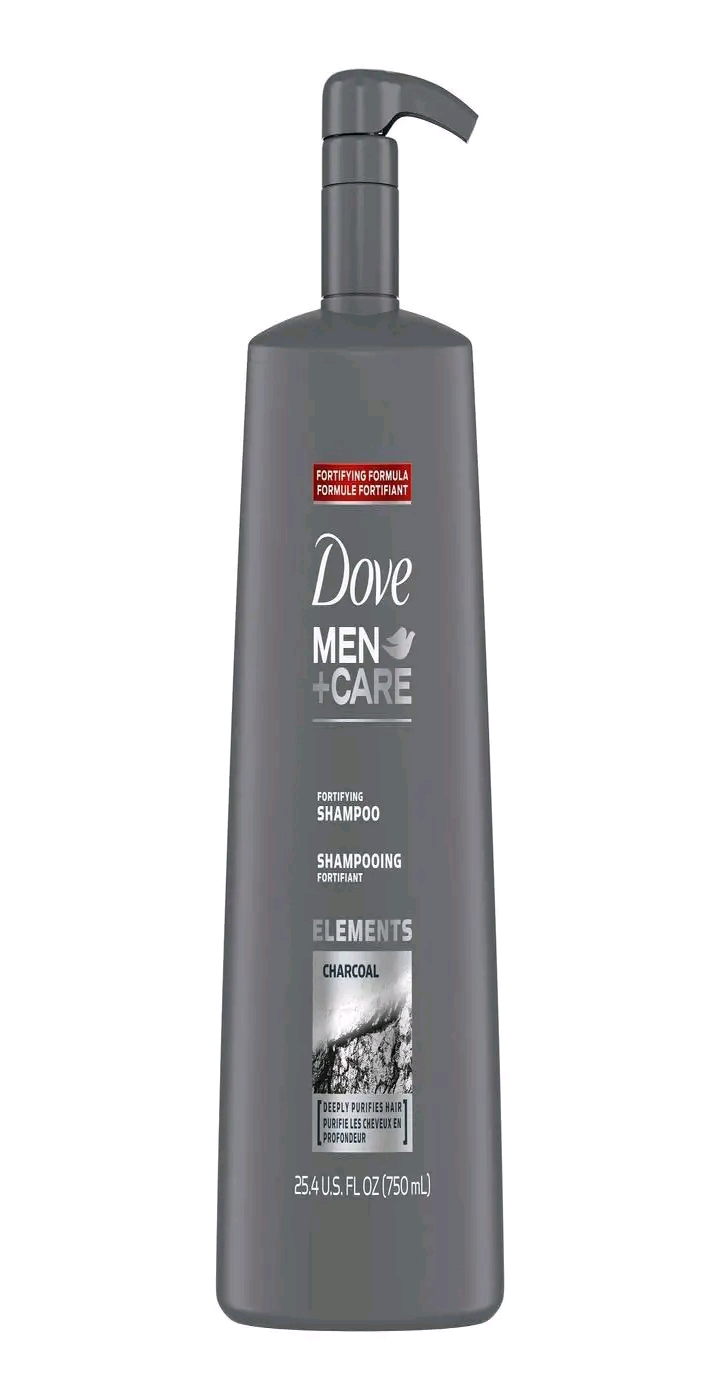 FORTIFYING FORMULA
FORMULE FORTIFIANT
Dove
MEN
+CARE
FORTIFYING
SHAMPOO
SHAMPOOING
FORTIFIANT
ELEMENTS
CHARCOAL
[DEEPLY PURIFIES HAIR
PURIFIE LES CHEVEUX EN
PROFONDEUR]
25.4 U.S. FL OZ (750 mL)